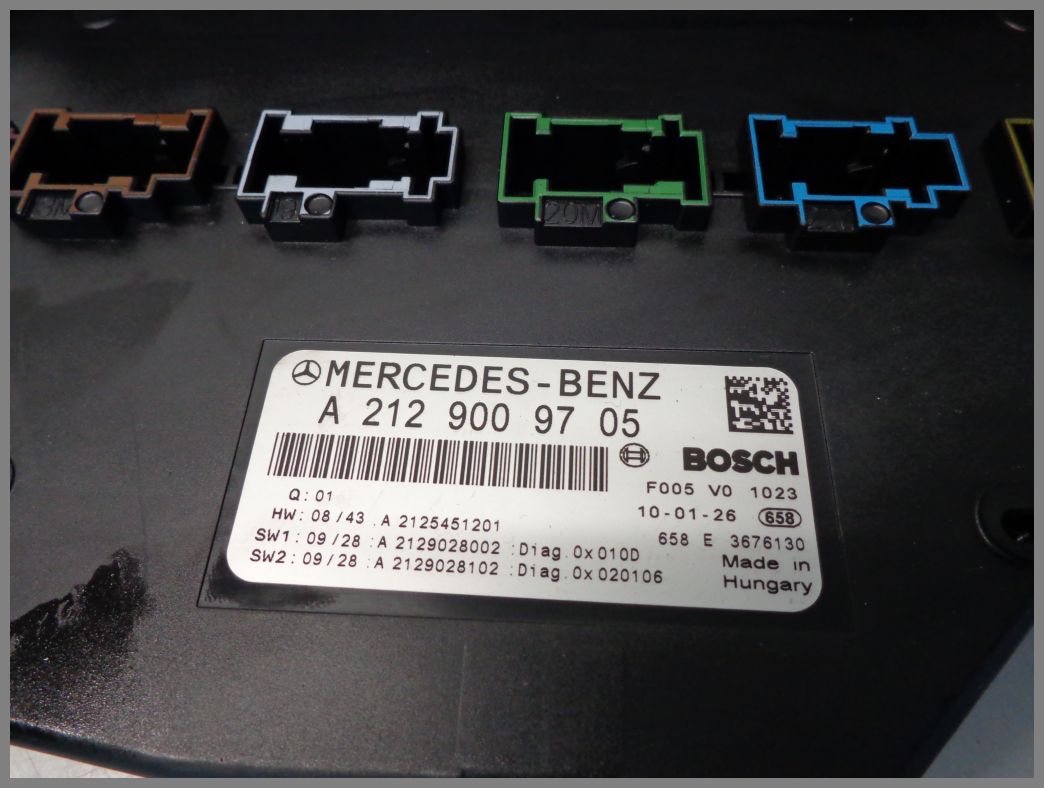 20M
MERCEDES-BENZ
A 212 900 97 05
BOSCH
F005 V0 1023
Q: 01
10-01-26 658
HW: 08/43 .A 2125451201
658 E 3676130
SW1: 09/28 :A 2129028002 :Diag.0x010D
Made in
SW2: 09/28 :A 2129028102 :Diag.0x020106
Hungary